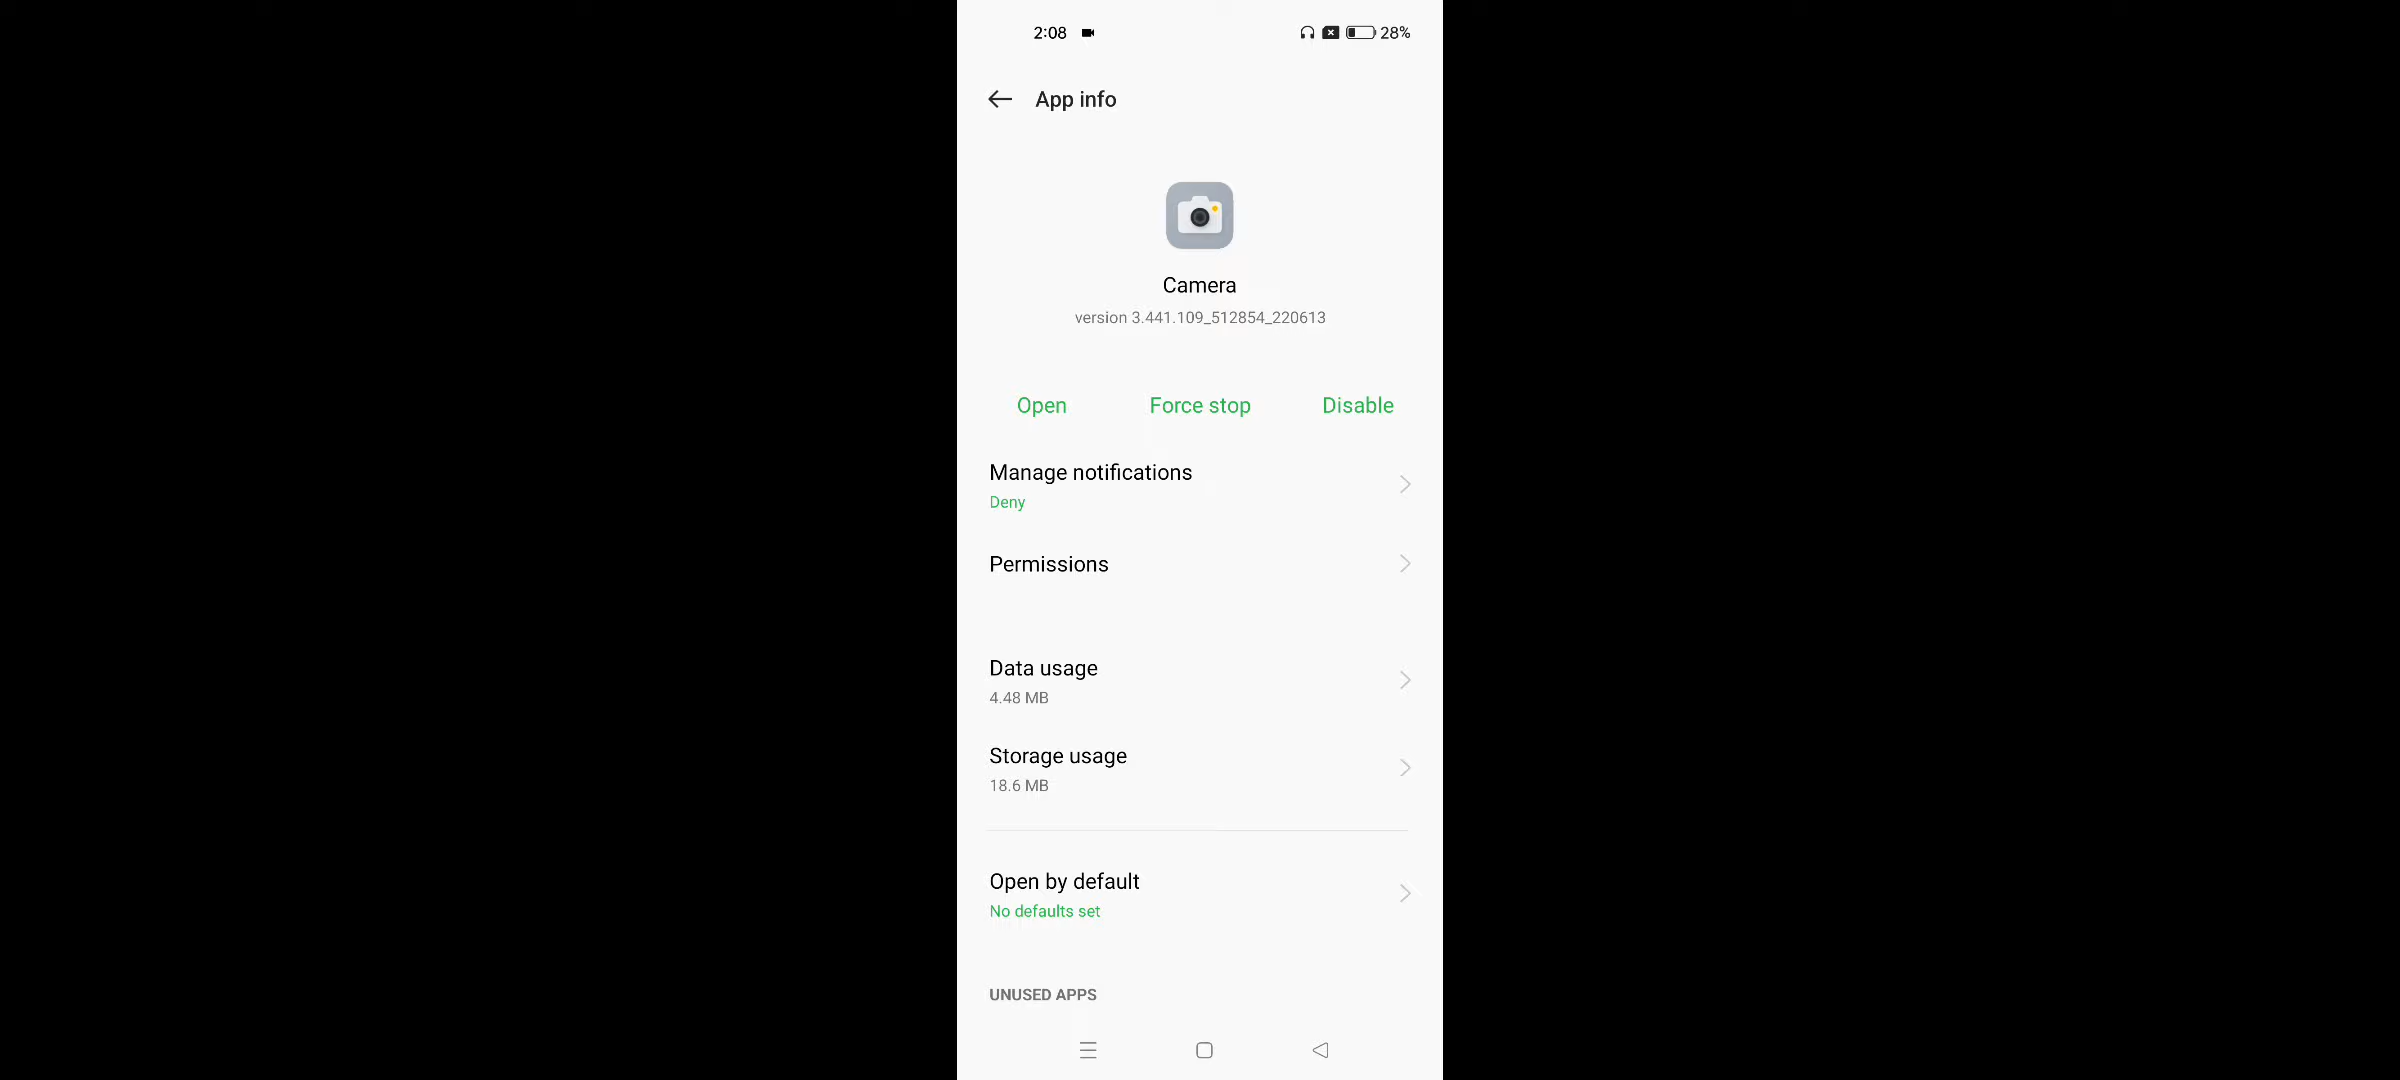 2:08 28%
App info
Camera
version 3.441.109_512854_220613
Open Force stop Disable
Manage notifications
Deny
Permissions
Data usage
4.48 MB
Storage usage
18.6 MB
Open by default
No defaults set
UNUSED APPS